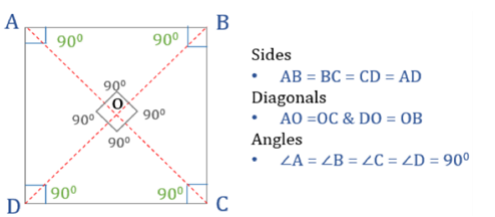 A B
90⁰ 90⁰
90⁰
O
90⁰ 90⁰
90⁰
90⁰ 90⁰
D C
Sides
• AB = BC = CD = AD
Diagonals
• AO =OC & DO = OB
Angles
• ∠A = ∠B = ∠C = ∠D = 90⁰